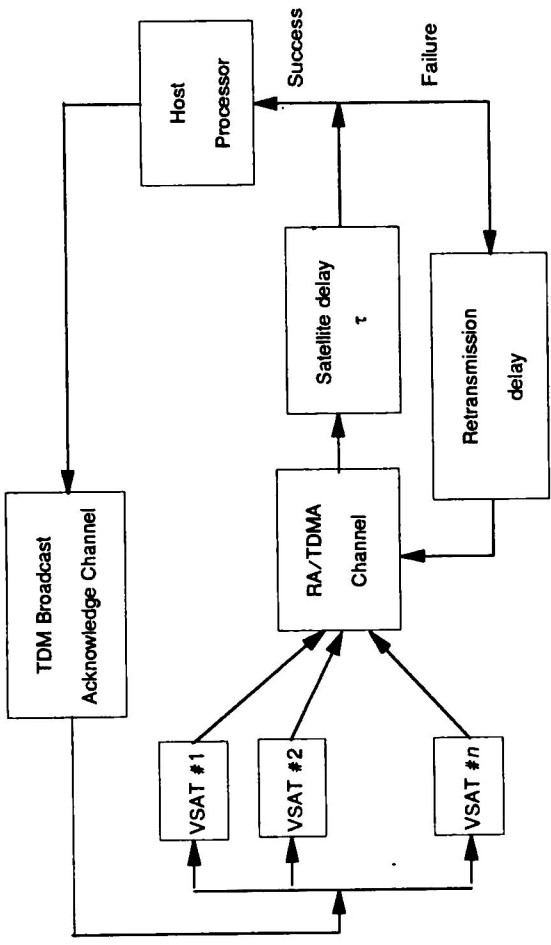 TDM Broadcast
Acknowledge Channel
Host
Processor
Success
Failure
VSAT #1
VSAT #2
VSAT #n
RA/TDMA
Channel
Satellite delay
τ
Retransmission
delay